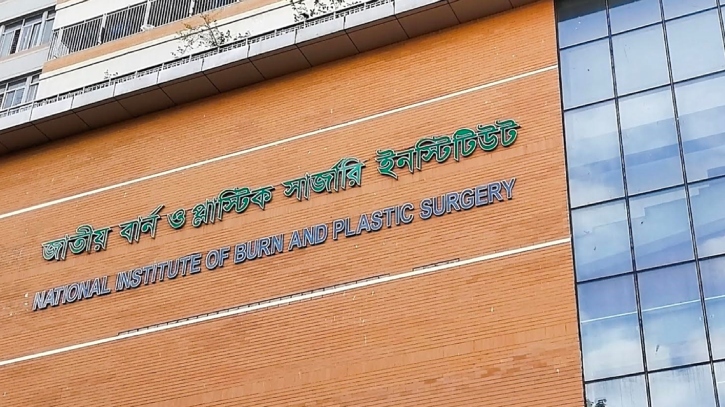 জাতীয় বার্ন ও প্লাস্টিক সার্জারি ইনস্টিটিউট
NATIONAL INSTITUTE OF BURN AND PLASTIC SURGERY